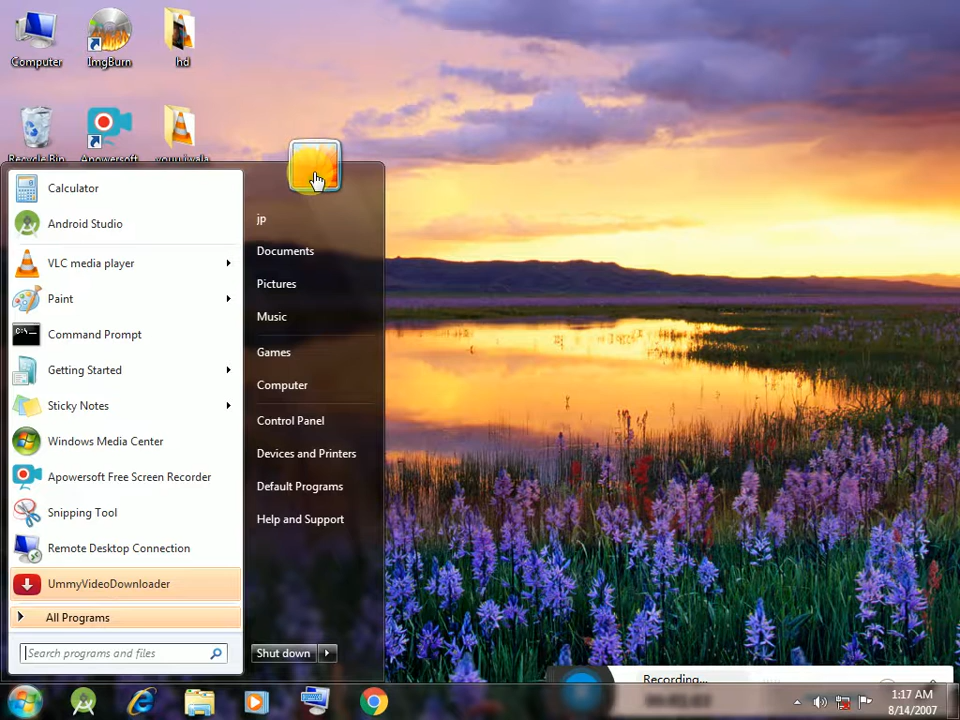 Computer
ImgBurn
hd
Recycle Bin
Apowersoft
Calculator
Android Studio
VLC media player
Paint
Command Prompt
Getting Started
Sticky Notes
Windows Media Center
Apowersoft Free Screen Recorder
Snipping Tool
Remote Desktop Connection
UmmyVideoDownloader
All Programs
Search programs and files
jp
Documents
Pictures
Music
Games
Computer
Control Panel
Devices and Printers
Default Programs
Help and Support
Shut down
Recording...
1:17 AM
8/14/2007